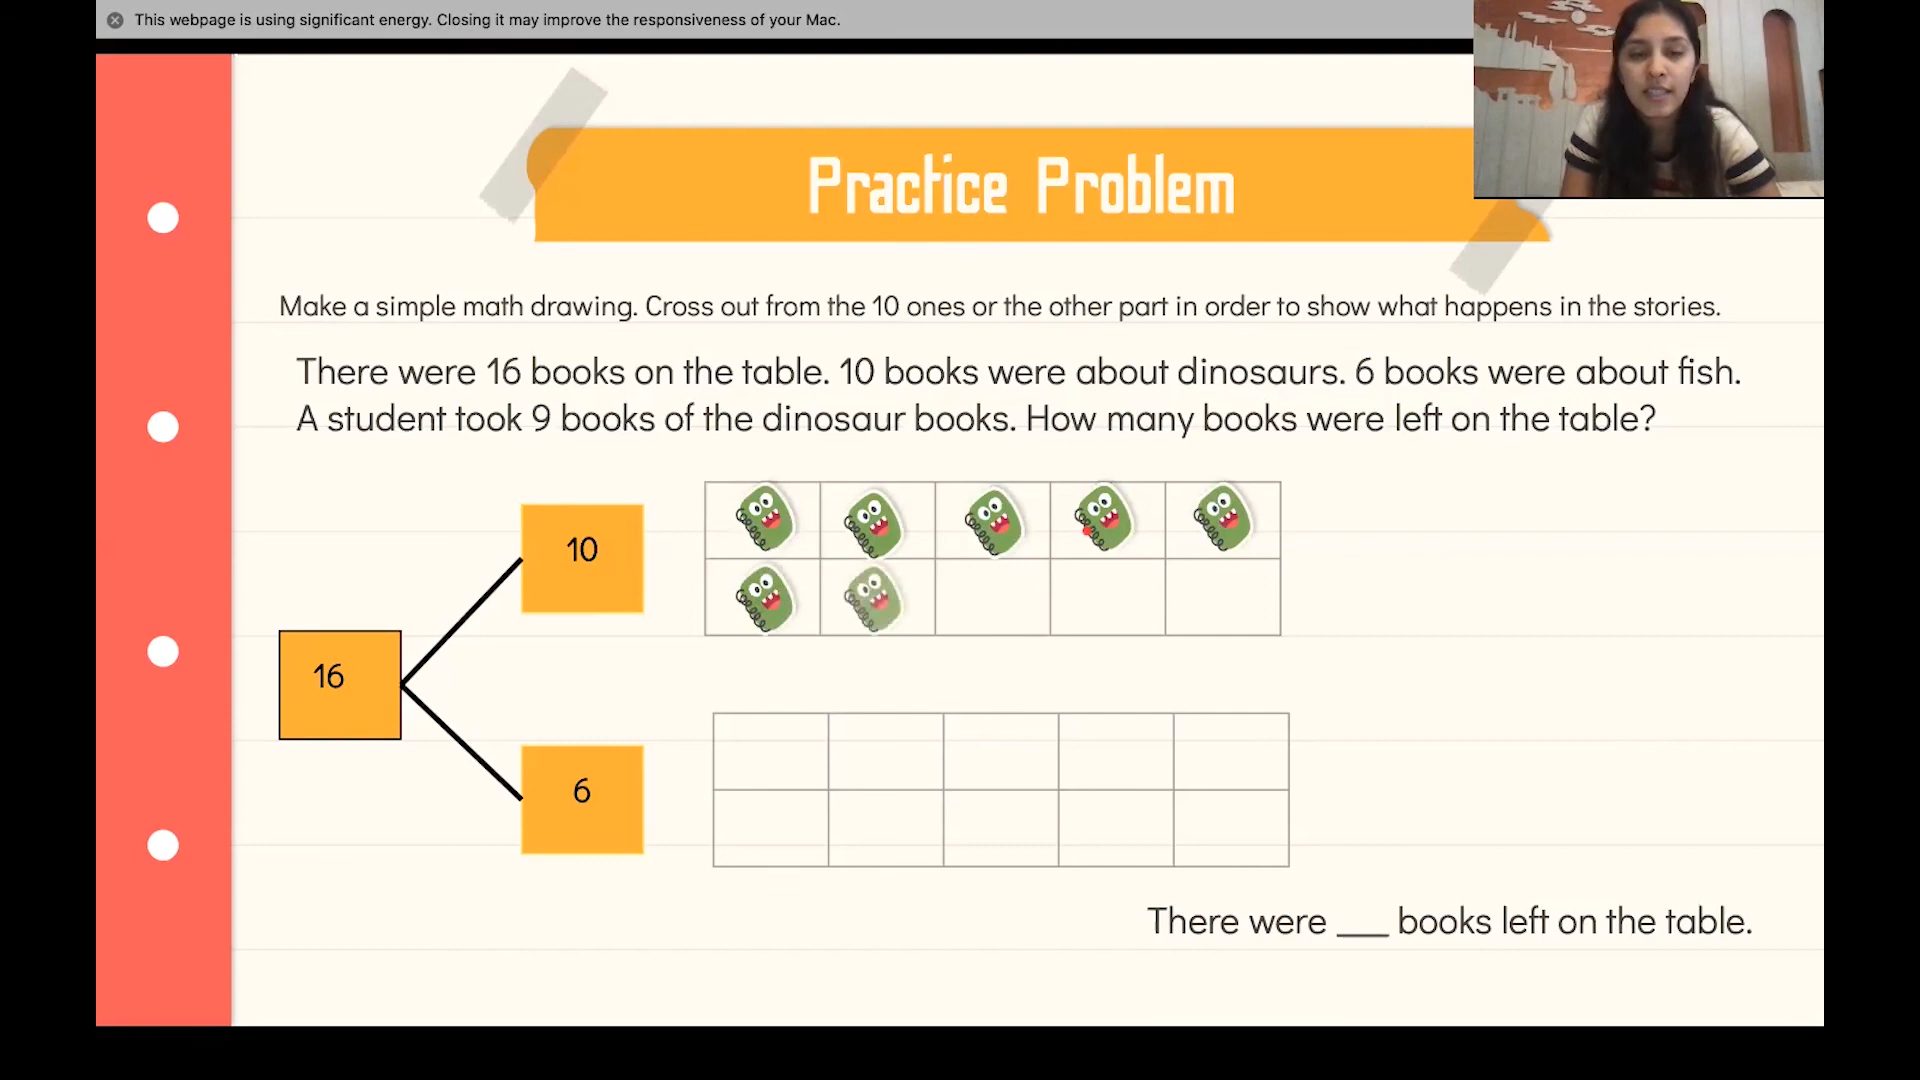 This webpage is using significant energy. Closing it may improve the responsiveness of your Mac.
Practice Problem
Make a simple math drawing. Cross out from the 10 ones or the other part in order to show what happens in the stories.
There were 16 books on the table. 10 books were about dinosaurs. 6 books were about fish.
A student took 9 books of the dinosaur books. How many books were left on the table?
10
16
6
There were ___ books left on the table.